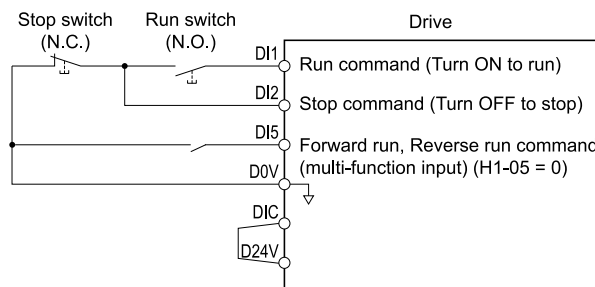 Stop switch
(N.C.)
Run switch
(N.O.)
Drive
DI1
Run command (Turn ON to run)
DI2
Stop command (Turn OFF to stop)
DI5
Forward run, Reverse run command
(multi-function input) (H1-05 = 0)
D0V
DIC
D24V